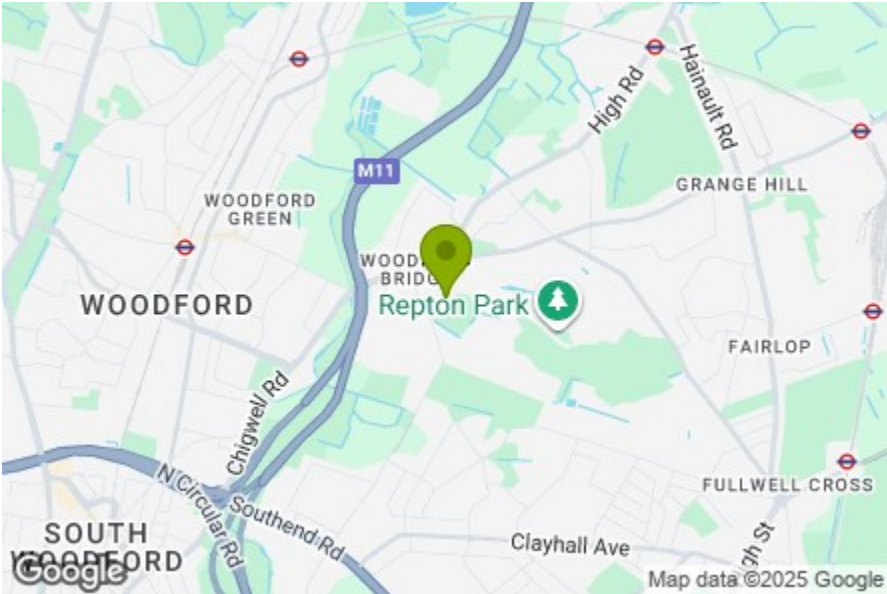 High Rd
Hainault Rd
M11
GRANGE HILL
WOODFORD
GREEN
Repton Park
WOODFORD
FAIRLOP
Chigwell Rd
FULLWELL CROSS
N Circular Rd
Southend Rd
SOUTH
WOODFORD
Clayhall Ave
Google
Map data ©2025 Google